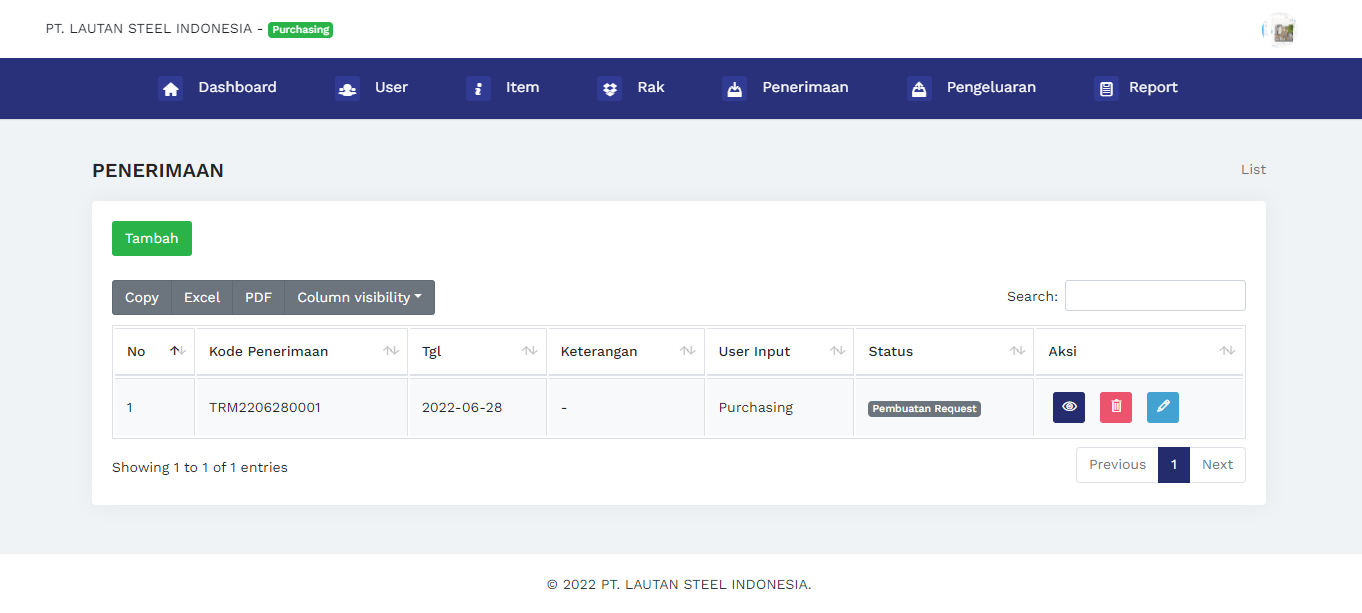 PT. LAUTAN STEEL INDONESIA - Purchasing
Dashboard User Item Rak Penerimaan Pengeluaran Report
PENERIMAAN List
Tambah
Copy Excel PDF Column visibility Search:
No Kode Penerimaan Tgl Keterangan User Input Status Aksi
1 TRM2206280001 2022-06-28 - Purchasing Pembuatan Request
Showing 1 to 1 of 1 entries Previous 1 Next
© 2022 PT. LAUTAN STEEL INDONESIA.